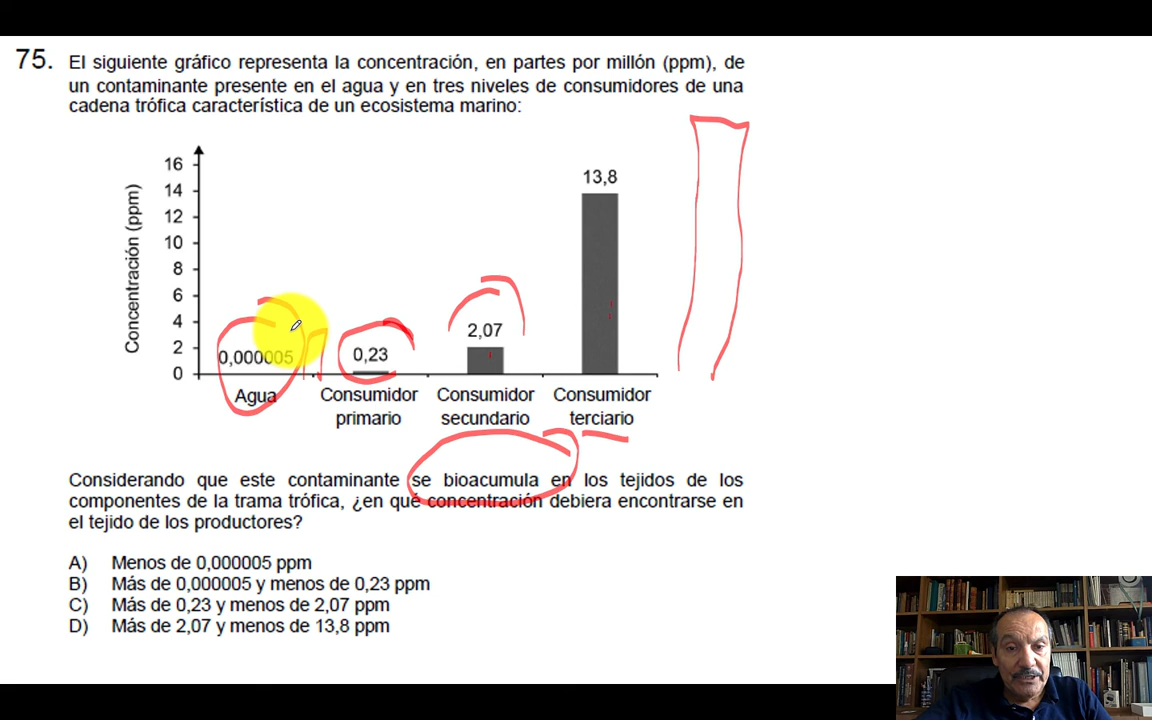 75. El siguiente gráfico representa la concentración, en partes por millón (ppm), de
un contaminante presente en el agua y en tres niveles de consumidores de una
cadena trófica característica de un ecosistema marino:
Concentración (ppm)
16
14
12
10
8
6
4
2
0
0,000005
0,23
2,07
13,8
Agua
Consumidor
primario
Consumidor
secundario
Consumidor
terciario
Considerando que este contaminante se bioacumula en los tejidos de los
componentes de la trama trófica, ¿en qué concentración debiera encontrarse en
el tejido de los productores?
A) Menos de 0,000005 ppm
B) Más de 0,000005 y menos de 0,23 ppm
C) Más de 0,23 y menos de 2,07 ppm
D) Más de 2,07 y menos de 13,8 ppm